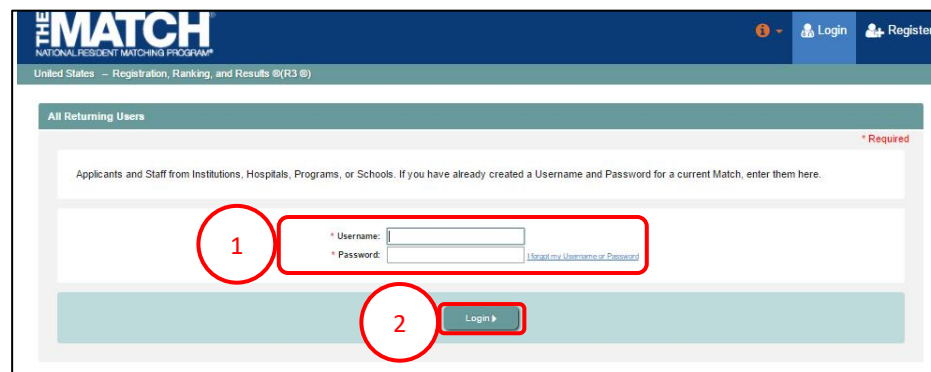 THE MATCH®
NATIONAL RESIDENT MATCHING PROGRAM®
Login
Register
United States – Registration, Ranking, and Results ®(R3 ®)
All Returning Users
* Required
Applicants and Staff from Institutions, Hospitals, Programs, or Schools. If you have already created a Username and Password for a current Match, enter them here.
1
* Username:
* Password:
I forgot my Username or Password
2
Login